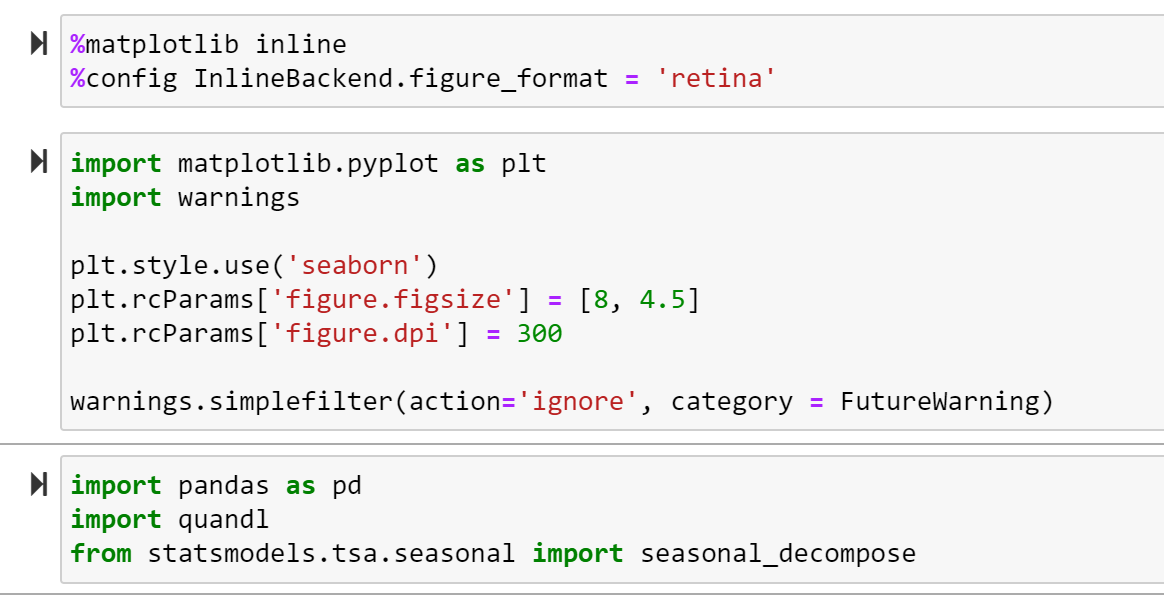 %matplotlib inline
%config InlineBackend.figure_format = 'retina'
import matplotlib.pyplot as plt
import warnings
plt.style.use('seaborn')
plt.rcParams['figure.figsize'] = [8, 4.5]
plt.rcParams['figure.dpi'] = 300
warnings.simplefilter(action='ignore', category = FutureWarning)
import pandas as pd
import quandl
from statsmodels.tsa.seasonal import seasonal_decompose